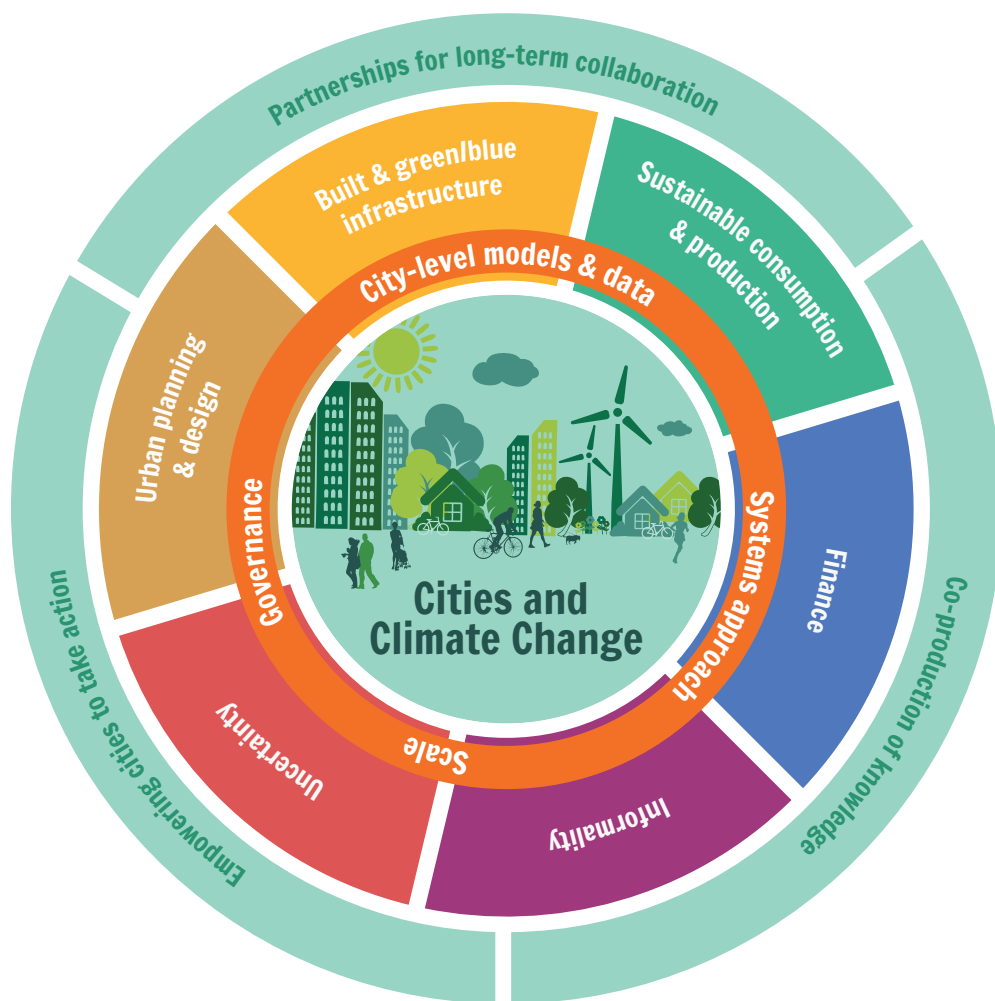 Partnerships for long-term collaboration
Built & green/blue
infrastructure
Sustainable consumption
& production
City-level models & data
Urban planning
& design
Governance
Systems approach
Finance
Cities and
Climate Change
Empowering cities to take action
Co-production of knowledge
Uncertainty
Scale
Informality